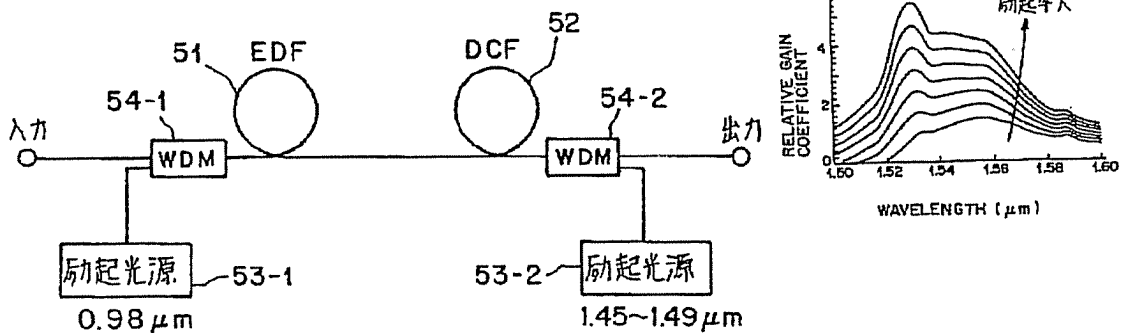 51
EDF
DCF
52
54-1
54-2
入力
WDM
WDM
出力
励起光源
53-1
53-2
励起光源
0.98 μm
1.45~1.49 μm
RELATIVE GAIN
COEFFICIENT
4
2
0
1.50
1.52
1.54
1.56
1.58
1.60
WAVELENGTH (μm)